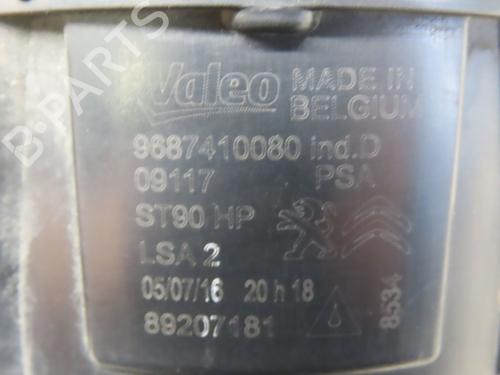 Valeo MADE IN
BELGIUM
9687410080 ind.D
09117 PSA
ST90 HP
LSA 2
05/07/16 20 h 18
89207181
8534
B-PARTS